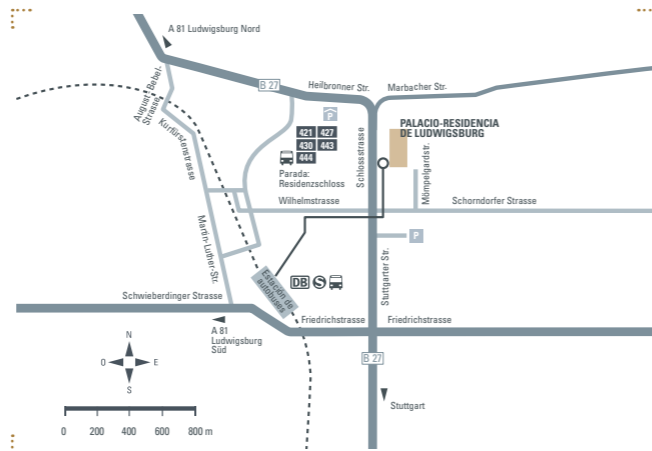 A 81 Ludwigsburg Nord
B 27
Heilbronner Str.
Marbacher Str.
August-Bebel-
Strasse
Kurfürstenstrasse
P
421 427
430 443
444
Parada:
Residenzschloss
Schlossstrasse
PALACIO-RESIDENCIA
DE LUDWIGSBURG
Mömpelgardstr.
Wilhelmstrasse
Schorndorfer Strasse
Martin-Luther-Str.
P
Stuttgarter Str.
Estación de
autobuses
DB S
Schwieberdinger Strasse
Friedrichstrasse
Friedrichstrasse
A 81
Ludwigsburg
Süd
B 27
N
O E
S
Stuttgart
0 200 400 600 800 m